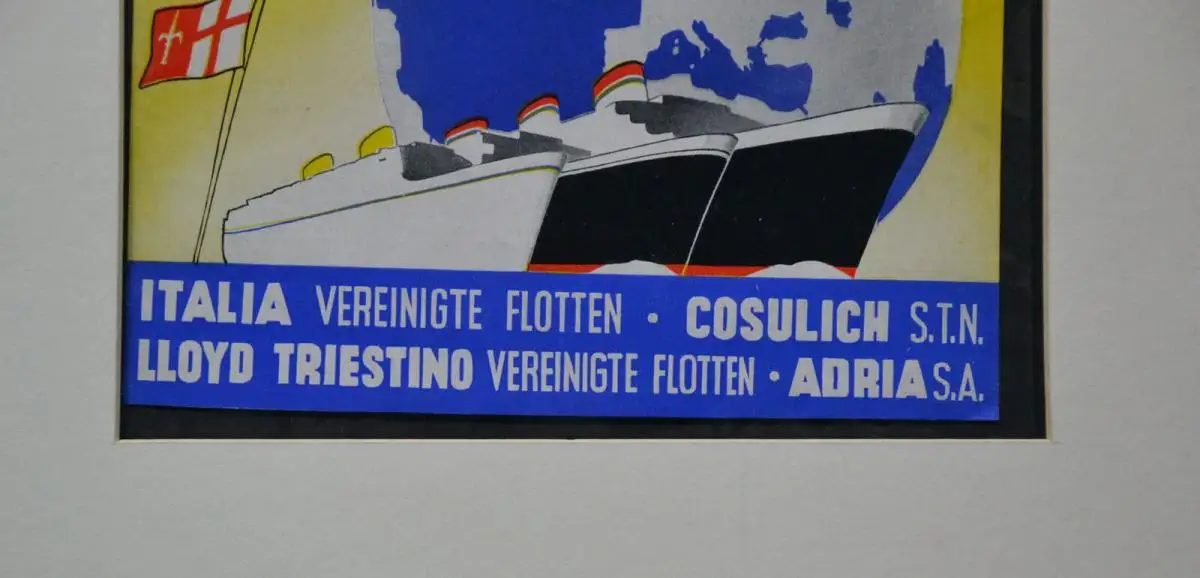 ITALIA VEREINIGTE FLOTTEN • COSULICH S.T.N.
LLOYD TRIESTINO VEREINIGTE FLOTTEN • ADRIA S.A.